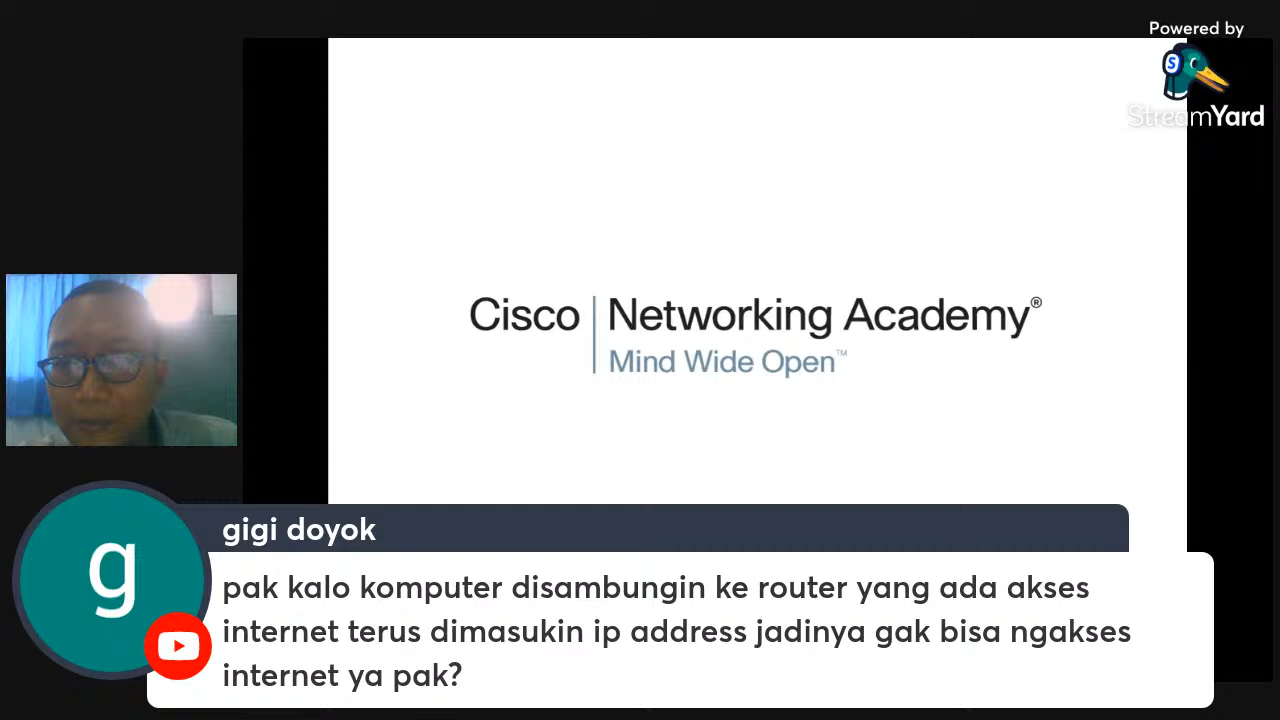 Powered by
S
StreamYard
Cisco Networking Academy®
Mind Wide Open™
g
gigi doyok
pak kalo komputer disambungin ke router yang ada akses
internet terus dimasukin ip address jadinya gak bisa ngakses
internet ya pak?